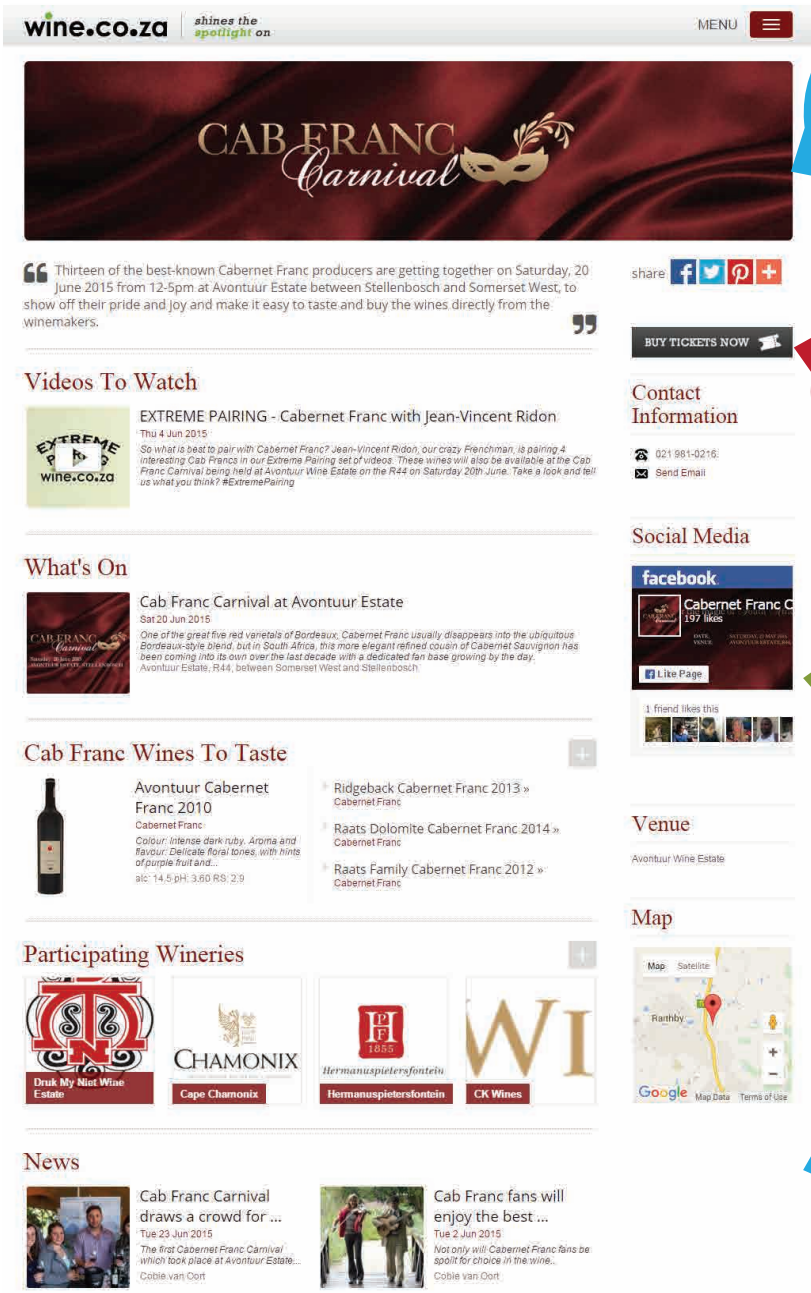 wine.co.za
shines the
spotlight on
MENU
CAB FRANC
Carnival
Thirteen of the best-known Cabernet Franc producers are getting together on Saturday, 20
June 2015 from 12-5pm at Avontuur Estate between Stellenbosch and Somerset West, to
show off their pride and joy and make it easy to taste and buy the wines directly from the
winemakers.
share
BUY TICKETS NOW
Videos To Watch
EXTREME
wine.co.za
EXTREME PAIRING - Cabernet Franc with Jean-Vincent Ridon
Thu 4 Jun 2015
So what is best to pair with Cabernet Franc? Jean-Vincent Ridon, our crazy Frenchman, is pairing 4
interesting Cab Francs in our Extreme Pairing set of videos. These wines will also be available at the Cab
Franc Carnival being held at Avontuur Wine Estate on the R44 on Saturday 20th June. Take a look and tell
us what you think? #ExtremePairing
What's On
CAB FRANC
Carnival
Cab Franc Carnival at Avontuur Estate
Sat 20 Jun 2015
One of the great five red varietals of Bordeaux, Cabernet Franc usually disappears into the ubiquitous
Bordeaux-style blend, but in South Africa, this more elegant refined cousin of Cabernet Sauvignon has
been coming into its own over the last decade with a dedicated fan base growing by the day.
Avontuur Estate, R44, between Somerset West and Stellenbosch
Cab Franc Wines To Taste
Avontuur Cabernet
Franc 2010
Cabernet Franc
Colour: Intense dark ruby. Aroma and
flavour: Delicate floral tones, with hints
of purple fruit and...
alc: 14.5 pH: 3.60 RS: 2.9
Ridgeback Cabernet Franc 2013 »
Cabernet Franc
Raats Dolomite Cabernet Franc 2014 »
Cabernet Franc
Raats Family Cabernet Franc 2012 »
Cabernet Franc
Participating Wineries
Druk My Niet Wine
Estate
CHAMONIX
Cape Chamonix
HPF
1855
Hermanuspietersfontein
Hermanuspietersfontein
WI
CK Wines
News
Cab Franc Carnival
draws a crowd for ...
Tue 23 Jun 2015
The first Cabernet Franc Carnival
which took place at Avontuur Estate...
Cobie van Oort
Cab Franc fans will
enjoy the best ...
Tue 2 Jun 2015
Not only will Cabernet Franc fans be
spoilt for choice in the wine..
Cobie van Oort
Contact
Information
021 981-0216.
Send Email
Social Media
facebook
Cabernet Franc C
197 likes
Like Page
1 friend likes this
Venue
Avontuur Wine Estate
Map
Map Satellite
Raithby
Google Map Data Terms of Use